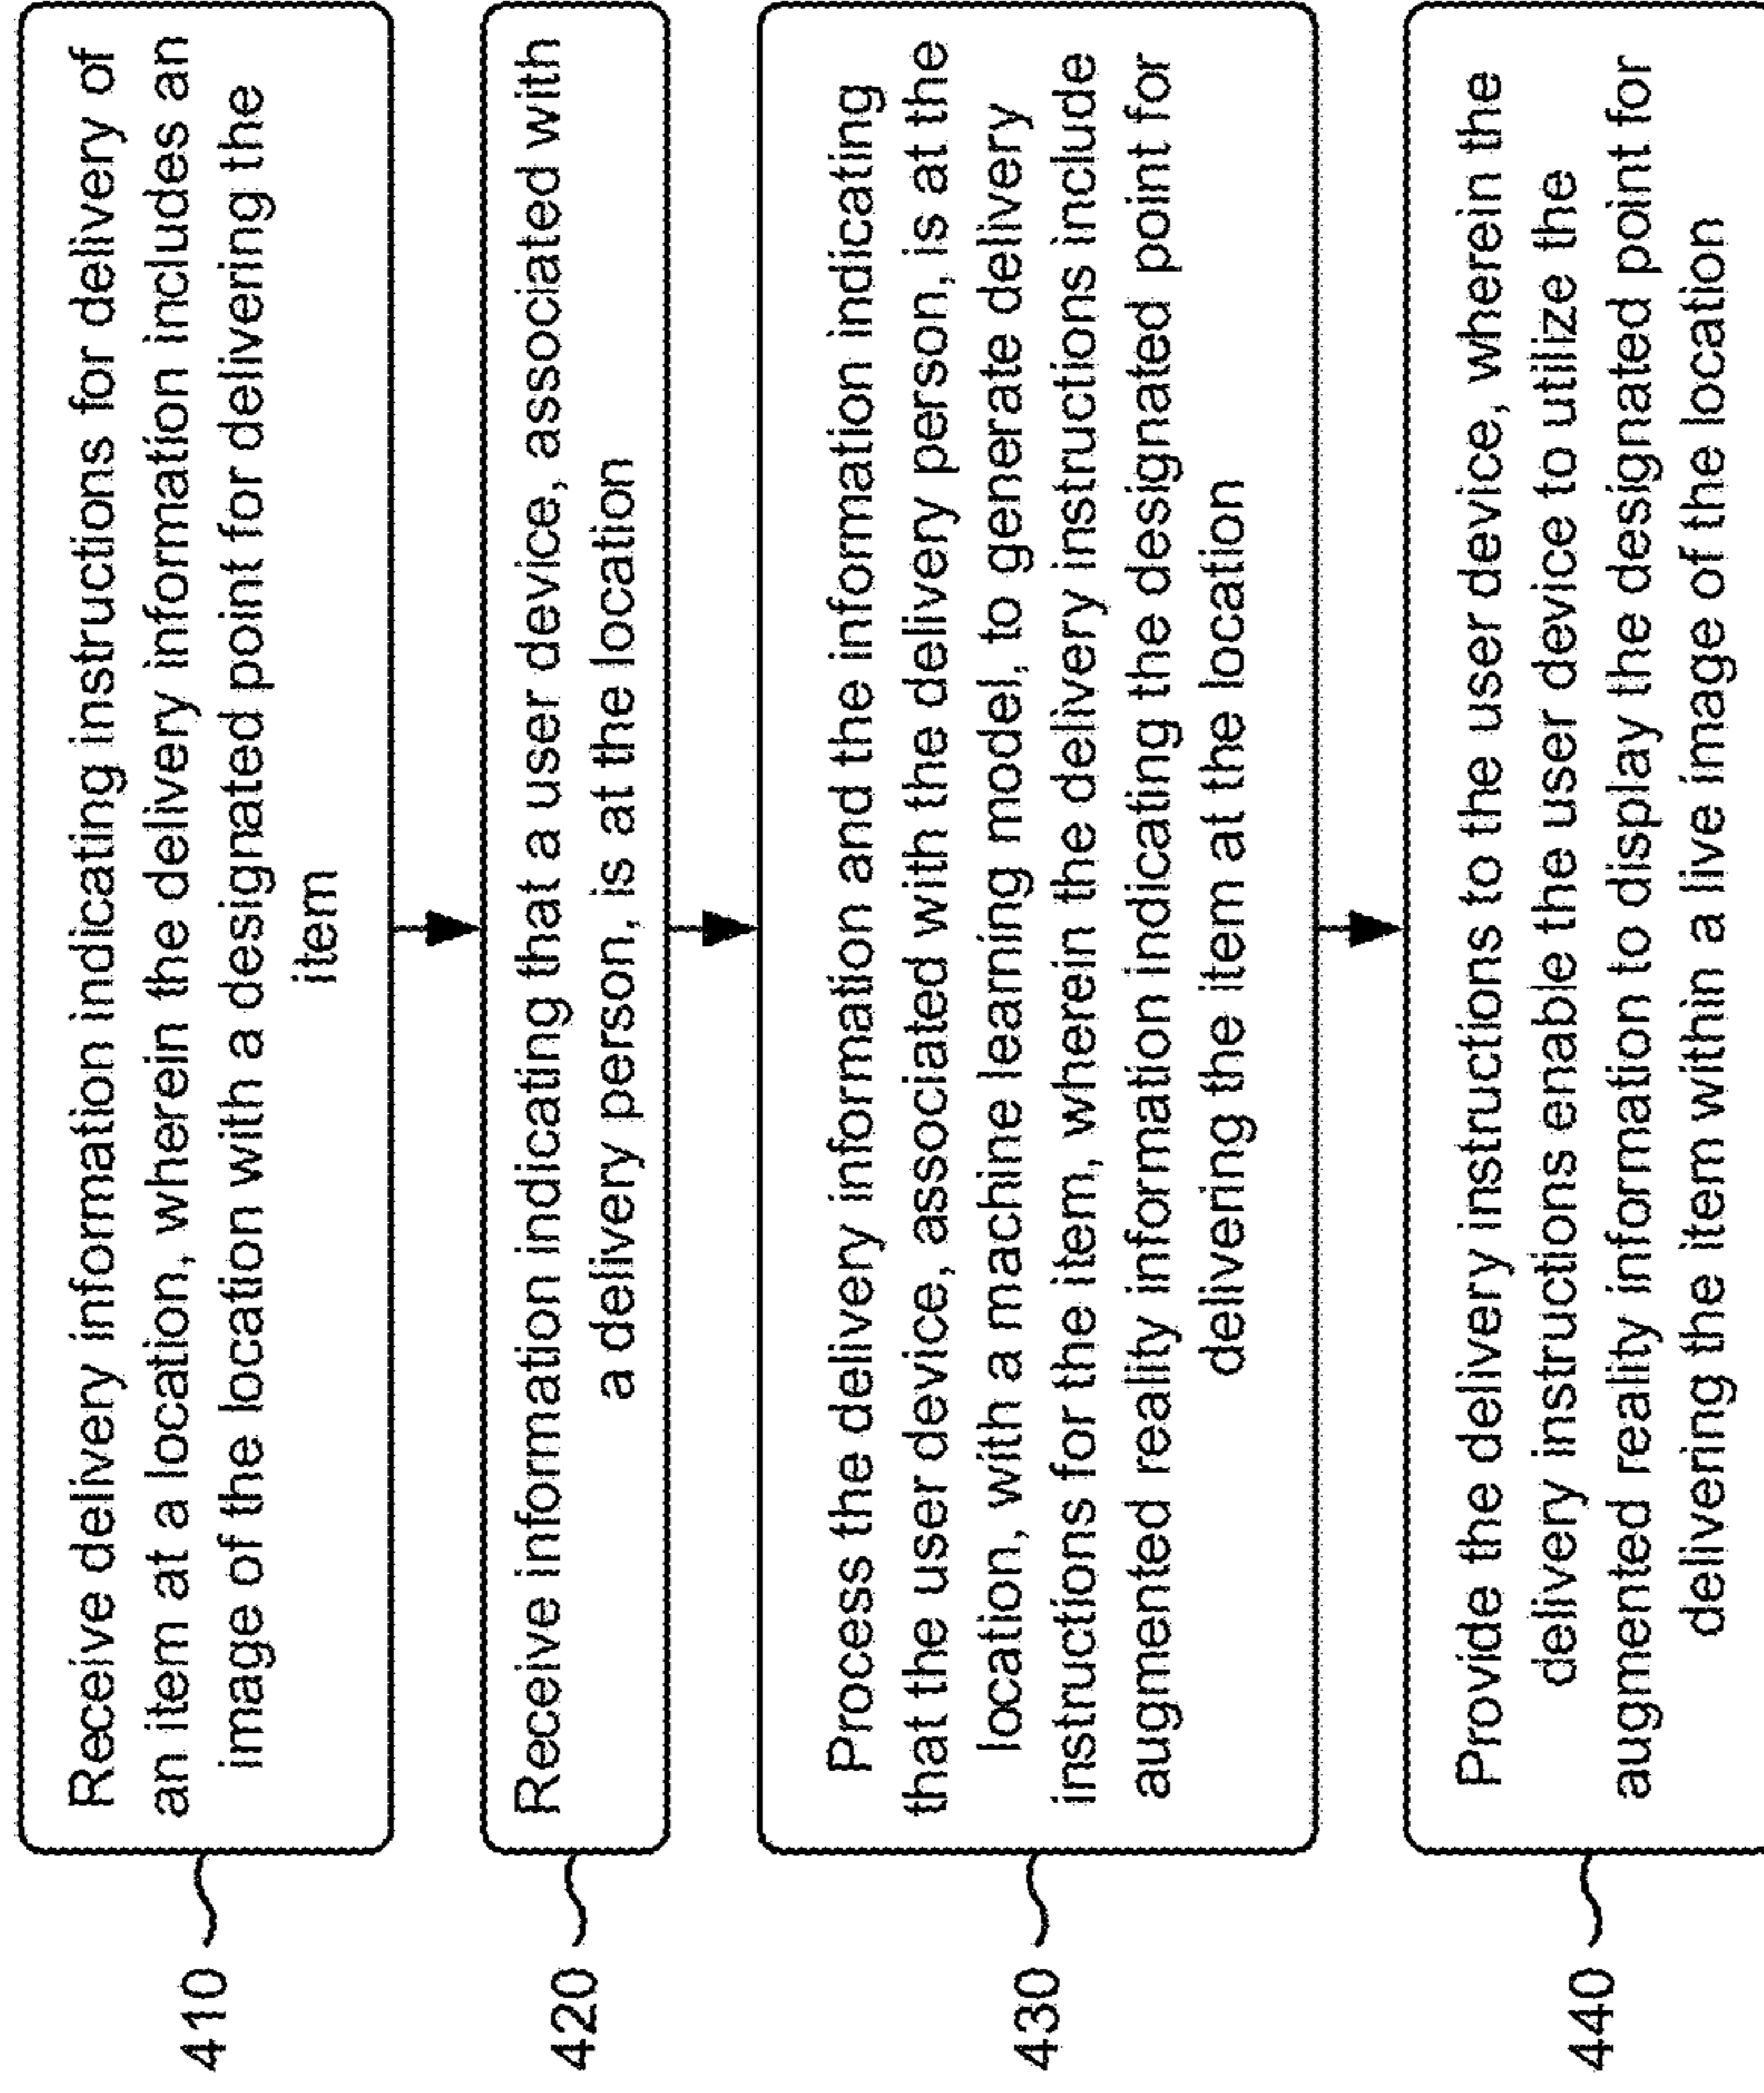 410
Receive delivery information indicating instructions for delivery of
an item at a location, wherein the delivery information includes an
image of the location with a designated point for delivering the
item
420
Receive information indicating that a user device, associated with
a delivery person, is at the location
430
Process the delivery information and the information indicating
that the user device, associated with the delivery person, is at the
location, with a machine learning model, to generate delivery
instructions for the item, wherein the delivery instructions include
augmented reality information indicating the designated point for
delivering the item at the location
440
Provide the delivery instructions to the user device, wherein the
delivery instructions enable the user device to utilize the
augmented reality information to display the designated point for
delivering the item within a live image of the location